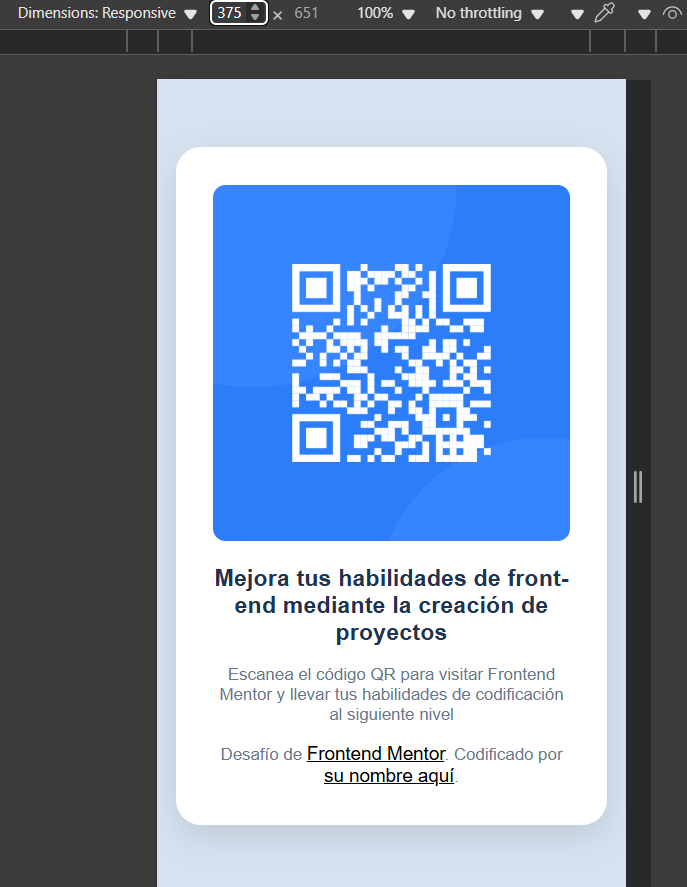 Dimensions: Responsive 375 × 651 100% No throttling
Mejora tus habilidades de front-
end mediante la creación de
proyectos
Escanea el código QR para visitar Frontend
Mentor y llevar tus habilidades de codificación
al siguiente nivel
Desafío de Frontend Mentor. Codificado por
su nombre aquí.